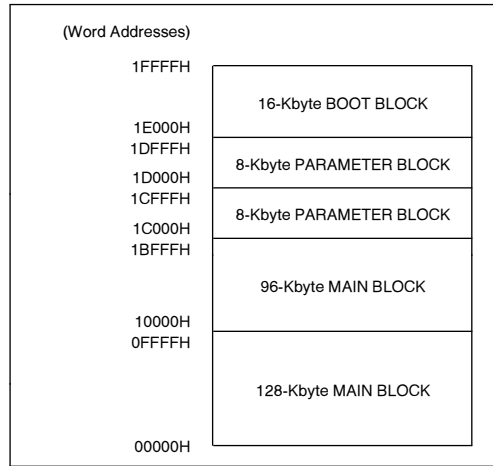 (Word Addresses)
1FFFFH
16-Kbyte BOOT BLOCK
1E000H
1DFFFH
8-Kbyte PARAMETER BLOCK
1D000H
1CFFFH
8-Kbyte PARAMETER BLOCK
1C000H
1BFFFH
96-Kbyte MAIN BLOCK
10000H
0FFFFH
128-Kbyte MAIN BLOCK
00000H